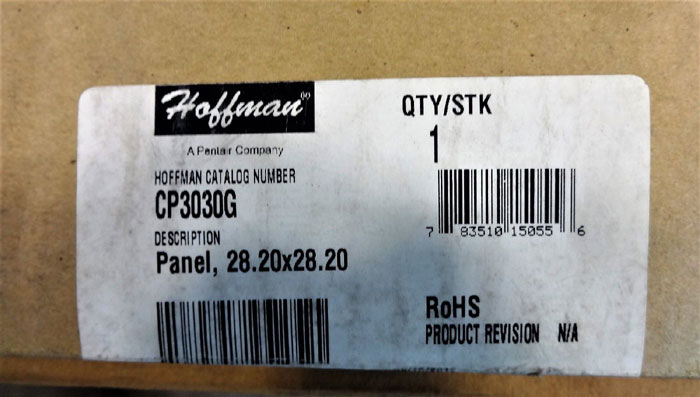 Hoffman®
A Pentair Company
HOFFMAN CATALOG NUMBER
CP3030G
DESCRIPTION
Panel, 28.20x28.20
QTY/STK
1
7 83510 15055 6
RoHS
PRODUCT REVISION N/A